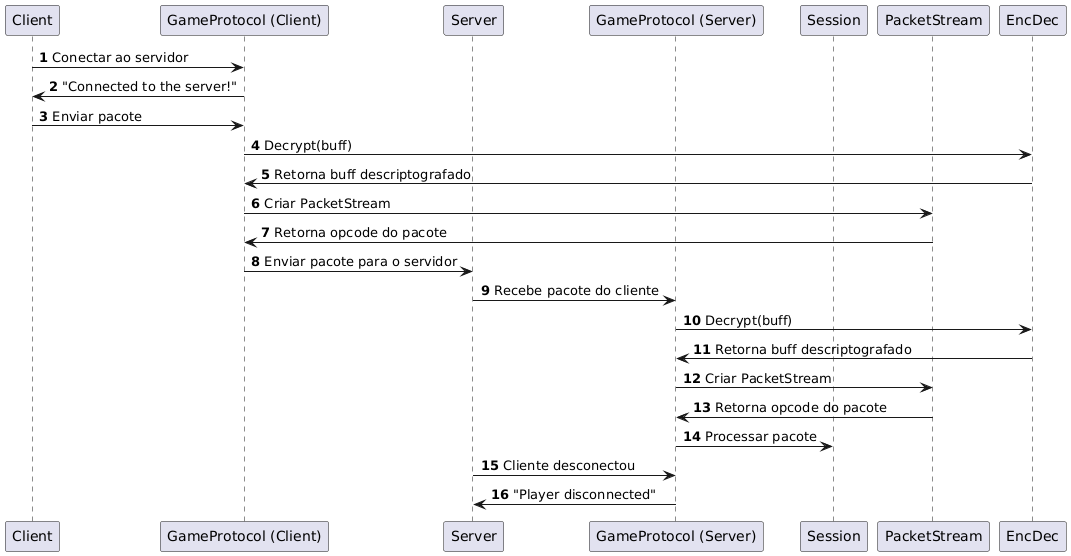 Client GameProtocol (Client) Server GameProtocol (Server) Session PacketStream EncDec
1 Conectar ao servidor
2 "Connected to the server!"
3 Enviar pacote
4 Decrypt(buff)
5 Retorna buff descriptografado
6 Criar PacketStream
7 Retorna opcode do pacote
8 Enviar pacote para o servidor
9 Recebe pacote do cliente
10 Decrypt(buff)
11 Retorna buff descriptografado
12 Criar PacketStream
13 Retorna opcode do pacote
14 Processar pacote
15 Cliente desconectou
16 "Player disconnected"
Client GameProtocol (Client) Server GameProtocol (Server) Session PacketStream EncDec